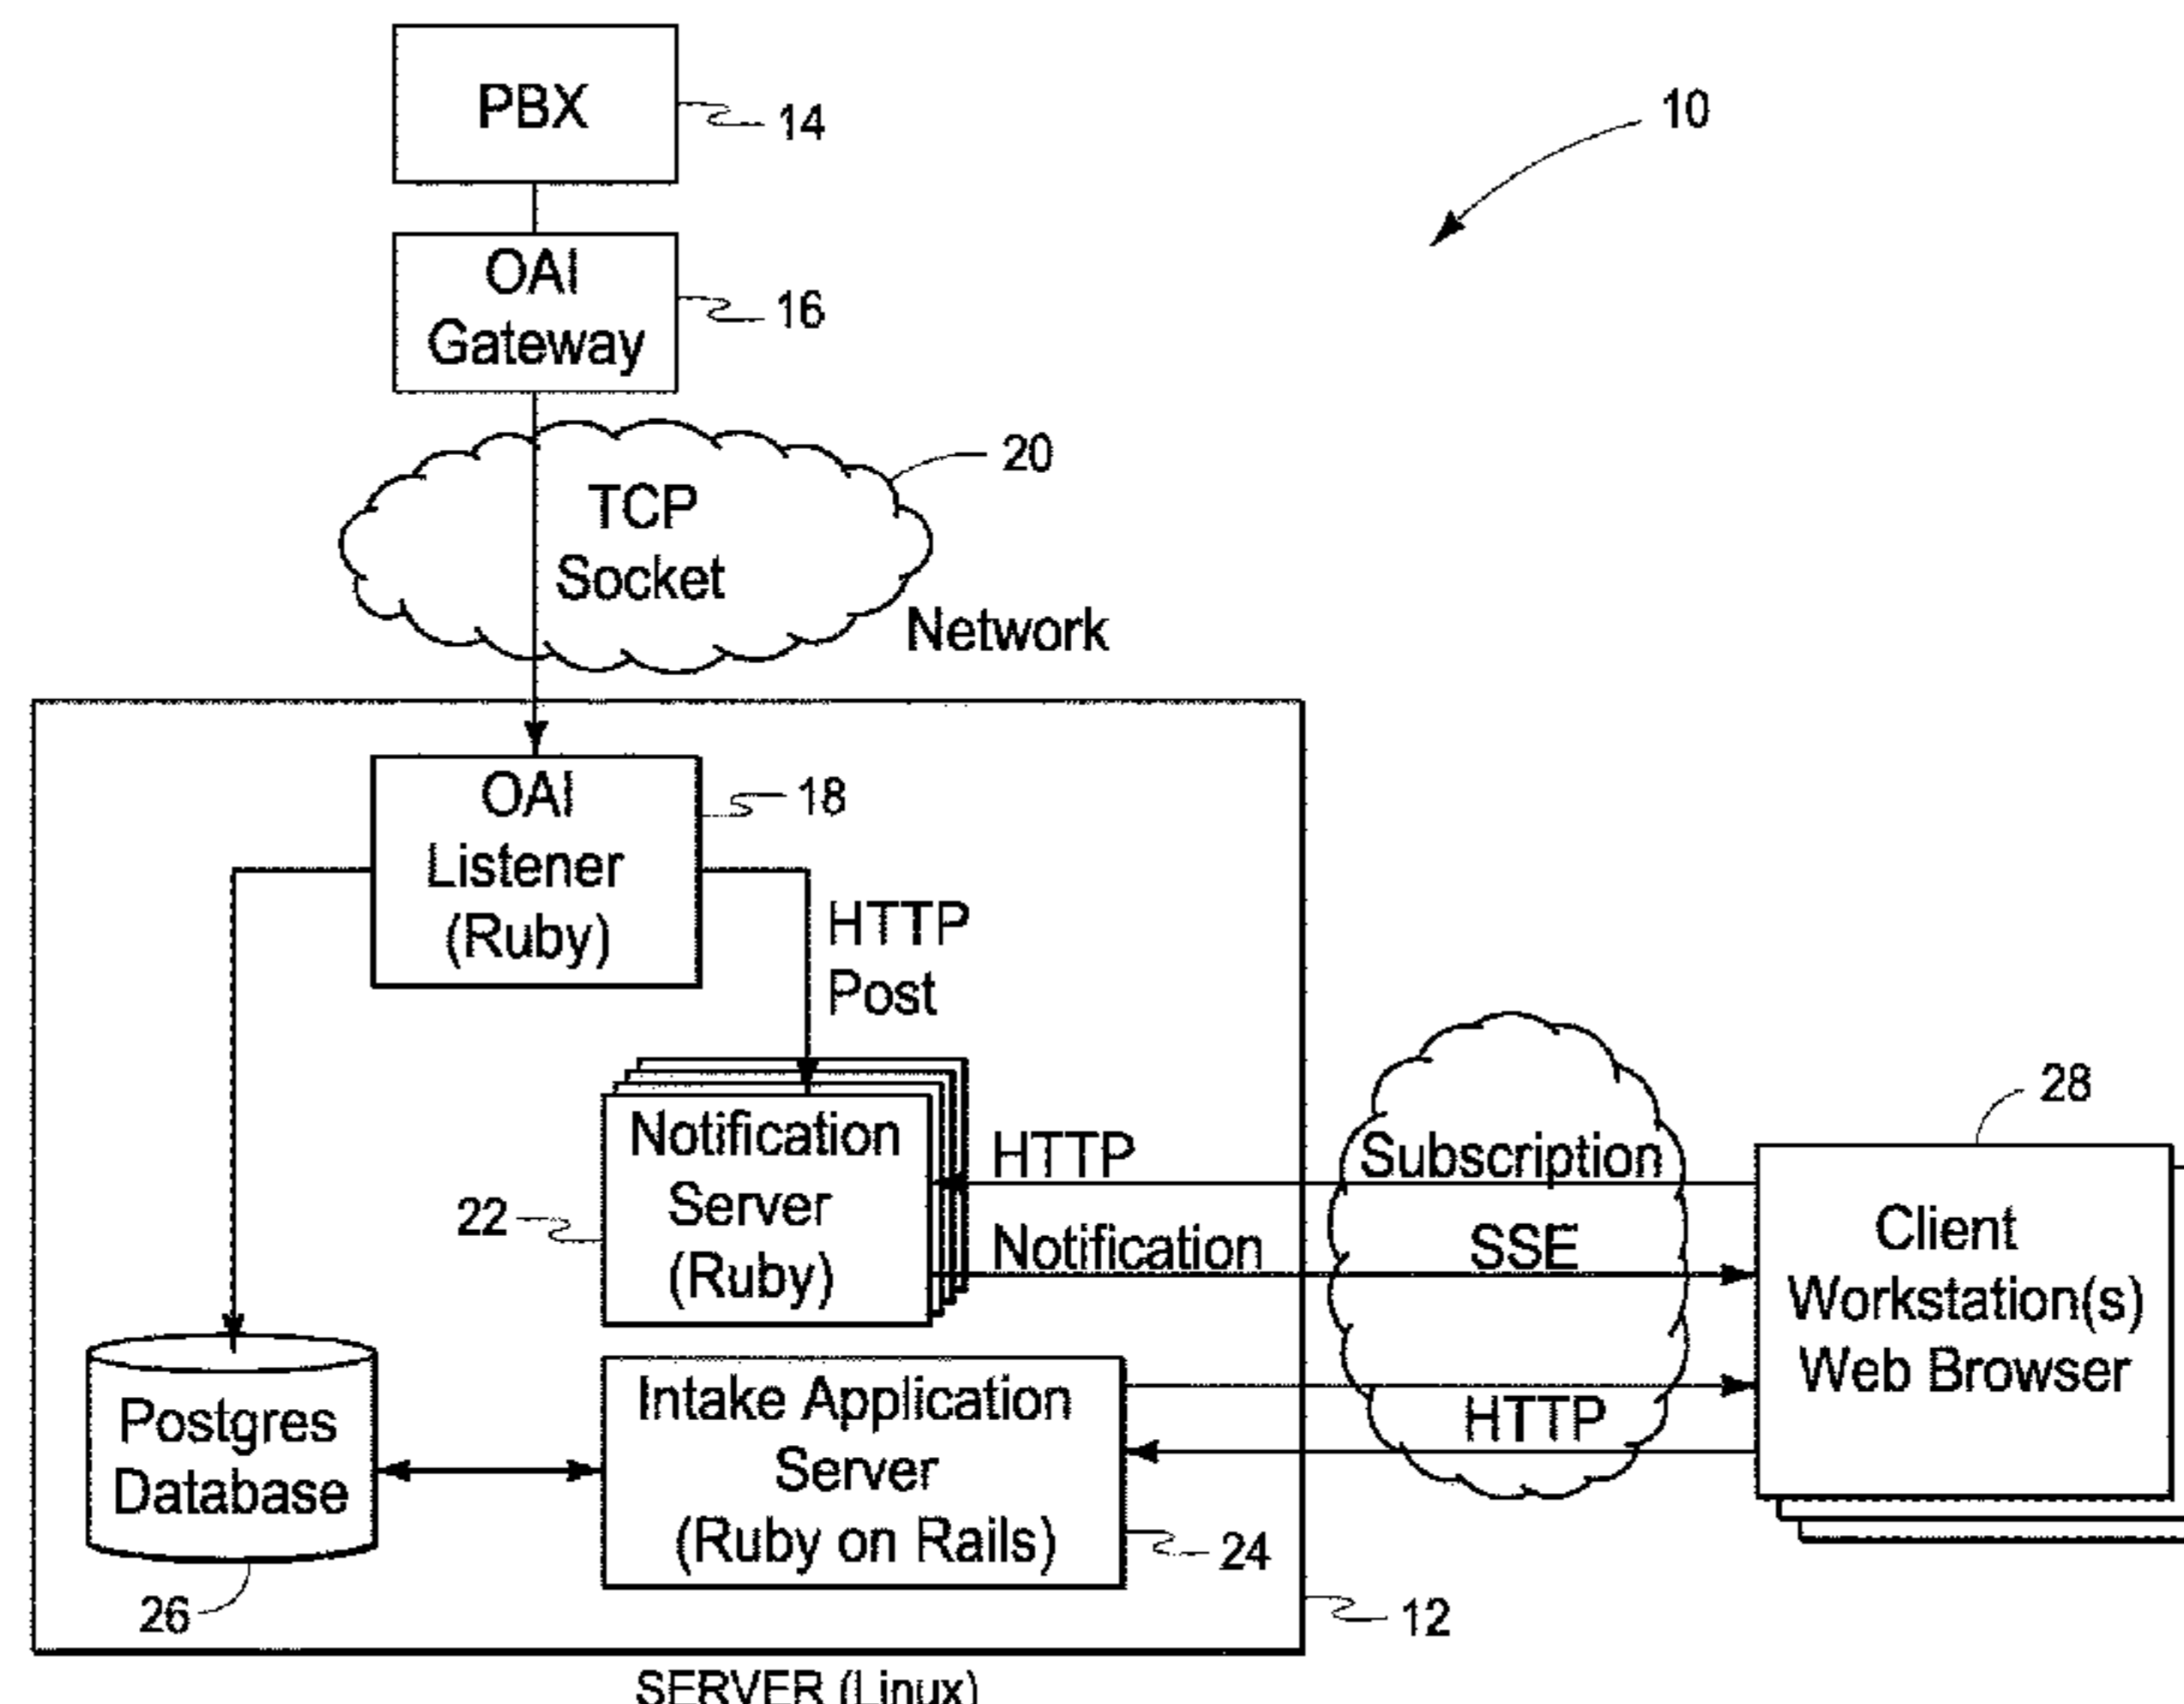 PBX
14
10
OAI
Gateway
16
20
TCP
Socket
Network
OAI
Listener
(Ruby)
18
HTTP
Post
28
Notification
Server
(Ruby)
22
HTTP
Subscription
Notification
SSE
Client
Workstation(s)
Web Browser
Intake Application
Server
(Ruby on Rails)
HTTP
Postgres
Database
24
26
12
SERVER (Linux)